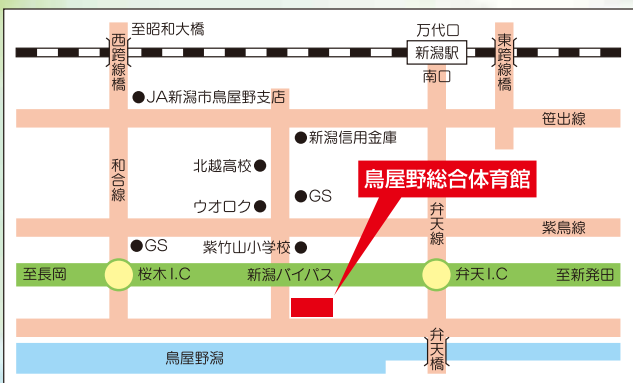 至昭和大橋
万代口
新潟駅
南口
西跨線橋
東跨線橋
JA新潟市鳥屋野支店
笹出線
新潟信用金庫
和合線
北越高校
鳥屋野総合体育館
GS
ウオロク
弁天線
紫鳥線
GS
紫竹山小学校
至長岡
桜木I.C
新潟バイパス
弁天I.C
至新発田
鳥屋野潟
弁天橋